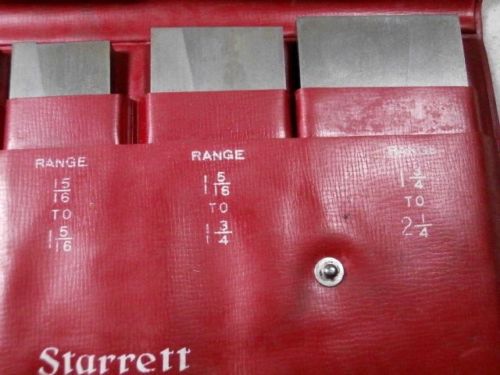 RANGE
15/16
TO
1 5/16
RANGE
1 5/16
TO
1 3/4
RANGE
1 3/4
TO
2 1/4
Starrett